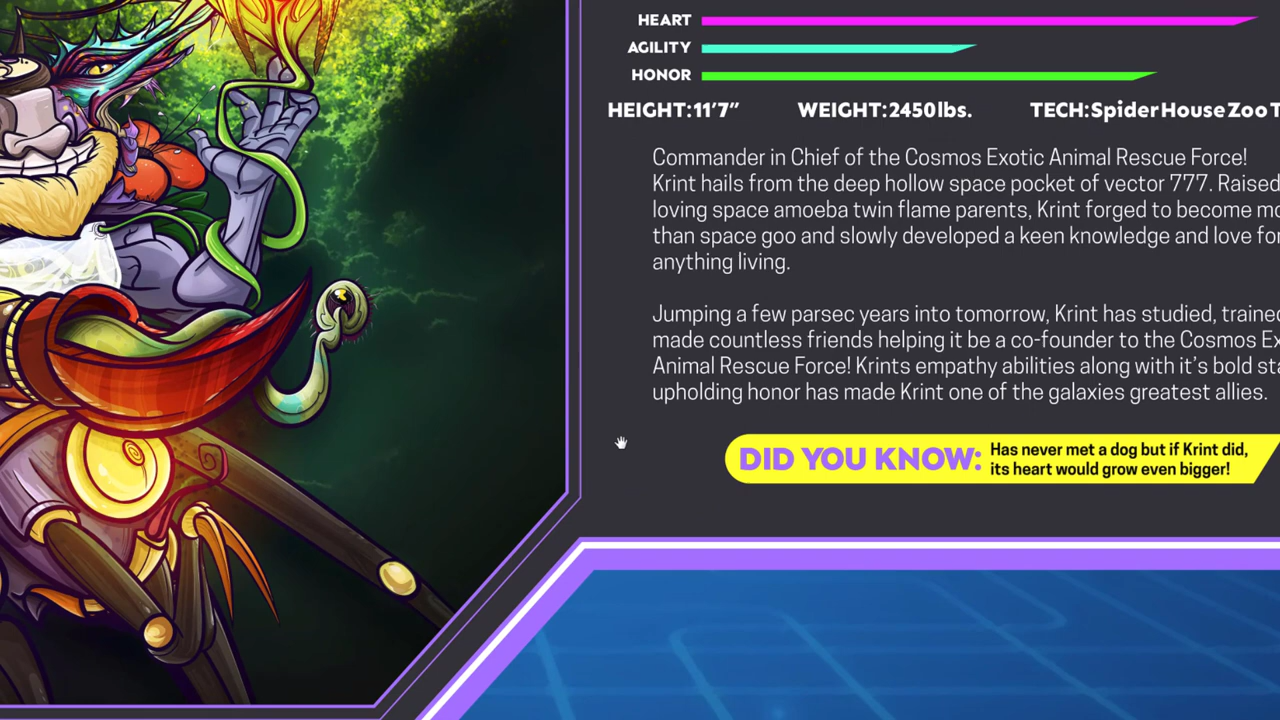 HEART
AGILITY
HONOR
HEIGHT: 11'7" WEIGHT: 2450 lbs. TECH: Spider House Zoo
Commander in Chief of the Cosmos Exotic Animal Rescue Force!
Krint hails from the deep hollow space pocket of vector 777. Raised
loving space amoeba twin flame parents, Krint forged to become
than space goo and slowly developed a keen knowledge and love for
anything living.
Jumping a few parsec years into tomorrow, Krint has studied, trained
made countless friends helping it be a co-founder to the Cosmos
Animal Rescue Force! Krints empathy abilities along with it's bold
upholding honor has made Krint one of the galaxies greatest allies.
DID YOU KNOW: Has never met a dog but if Krint did,
its heart would grow even bigger!